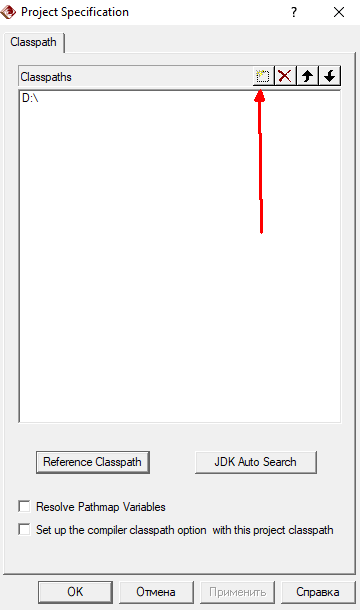 Project Specification
?
Classpath
Classpaths
D:\
Reference Classpath
JDK Auto Search
Resolve Pathmap Variables
Set up the compiler classpath option with this project classpath
OK
Отмена
Применить
Справка